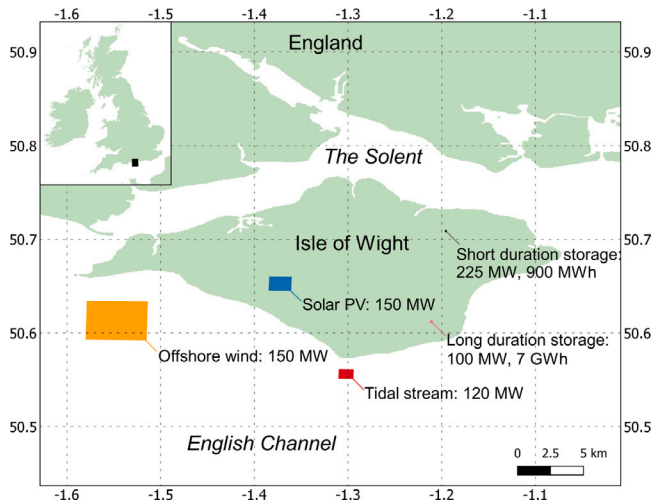 -1.6 -1.5 -1.4 -1.3 -1.2 -1.1
50.9 50.9
England
50.8 50.8
The Solent
50.7 50.7
Isle of Wight
Short duration storage:
225 MW, 900 MWh
Solar PV: 150 MW
50.6 50.6
Long duration storage:
100 MW, 7 GWh
Offshore wind: 150 MW
Tidal stream: 120 MW
50.5 50.5
English Channel
0 2.5 5 km
-1.6 -1.5 -1.4 -1.3 -1.2 -1.1